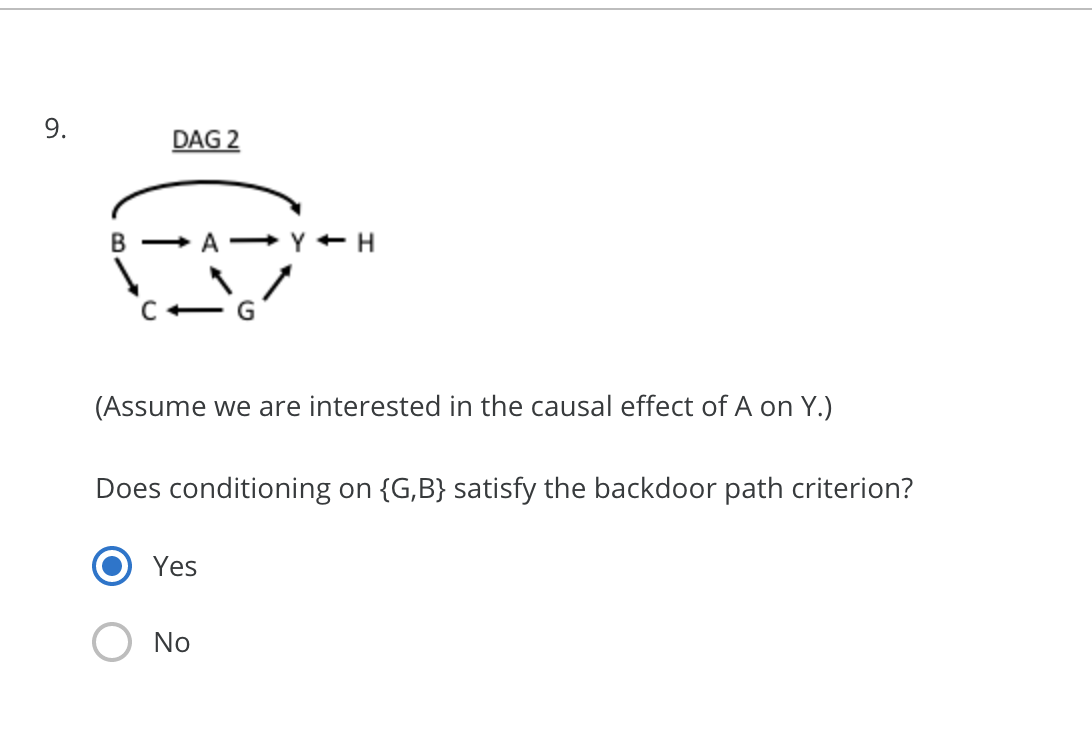 9.
DAG 2
B A Y H
C G
(Assume we are interested in the causal effect of A on Y.)
Does conditioning on {G,B} satisfy the backdoor path criterion?
Yes
No